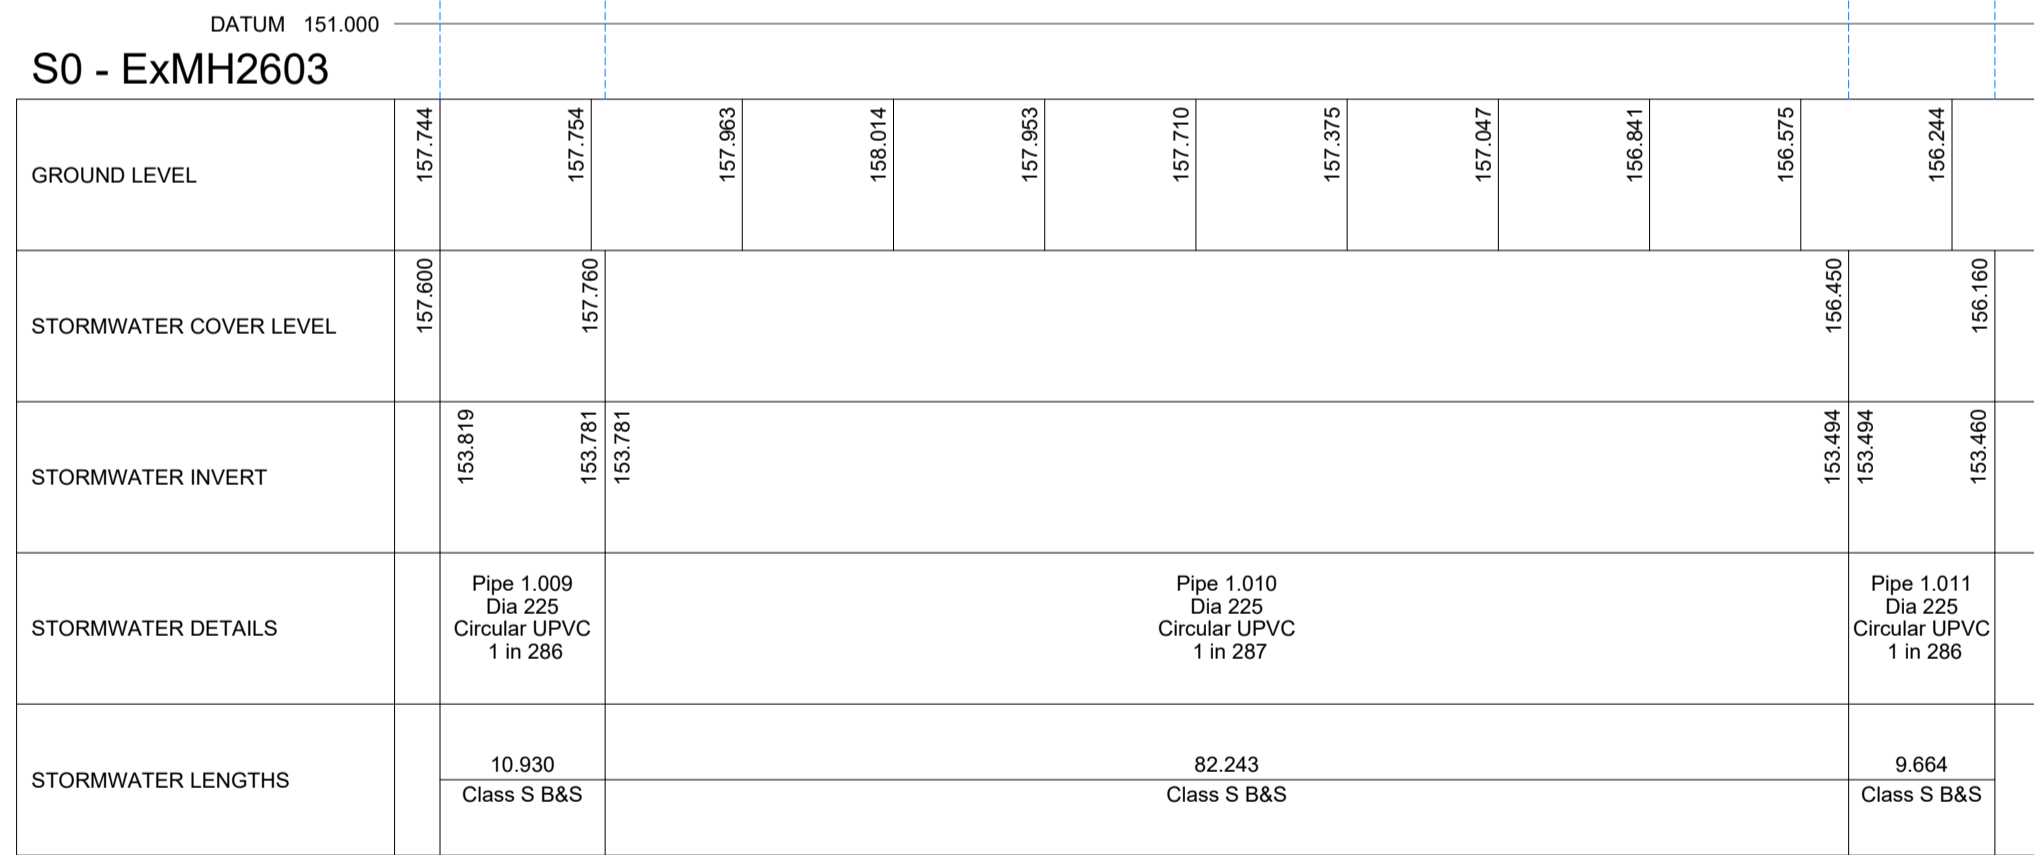 DATUM 151.000
S0 - ExMH2603
GROUND LEVEL
157.744
157.754
157.963
158.014
157.953
157.710
157.375
157.047
156.841
156.575
156.244
STORMWATER COVER LEVEL
157.600
157.760
156.450
156.160
STORMWATER INVERT
153.819
153.781
153.781
153.494
153.494
153.460
STORMWATER DETAILS
Pipe 1.009
Dia 225
Circular UPVC
1 in 286
Pipe 1.010
Dia 225
Circular UPVC
1 in 287
Pipe 1.011
Dia 225
Circular UPVC
1 in 286
STORMWATER LENGTHS
10.930
Class S B&S
82.243
Class S B&S
9.664
Class S B&S